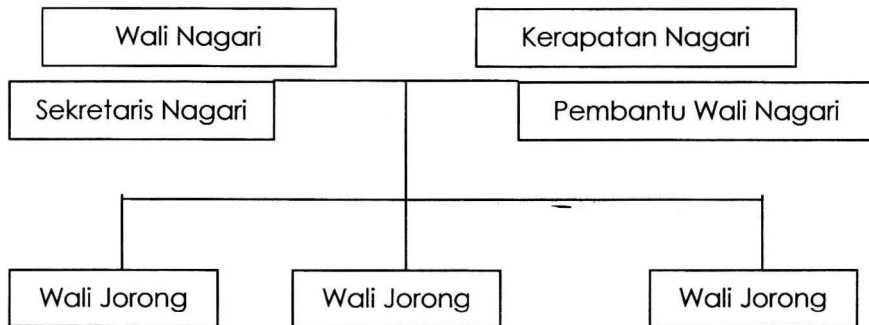 Wali Nagari
Kerapatan Nagari
Sekretaris Nagari
Pembantu Wali Nagari
Wali Jorong
Wali Jorong
Wali Jorong